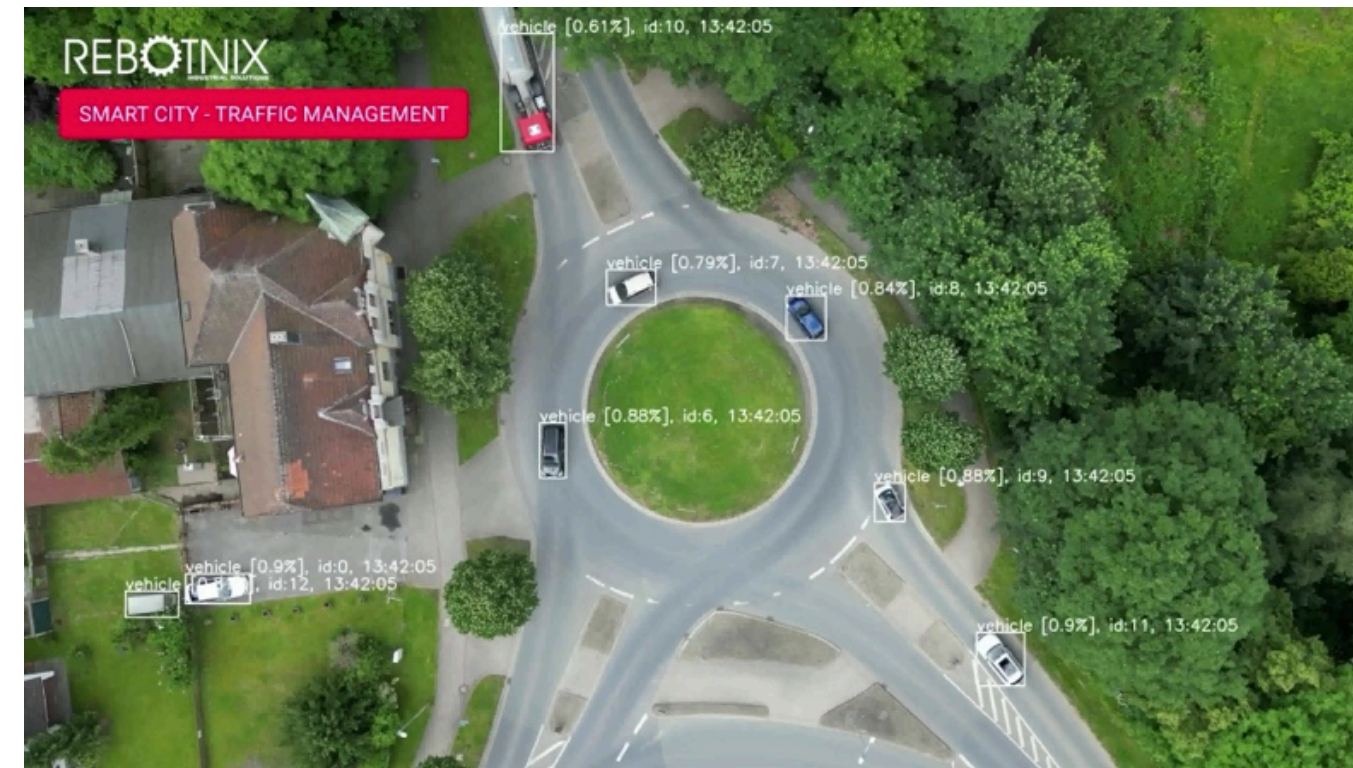 vehicle [0.61%], id:10, 13:42:05
REBOTNIX
INDUSTRIAL SOLUTIONS
SMART CITY - TRAFFIC MANAGEMENT
vehicle [0.79%], id:7, 13:42:05
vehicle [0.84%], id:8, 13:42:05
vehicle [0.88%], id:6, 13:42:05
vehicle [0.88%], id:9, 13:42:05
vehicle [0.9%], id:0, 13:42:05
vehicle id:12, 13:42:05
vehicle [0.9%], id:11, 13:42:05